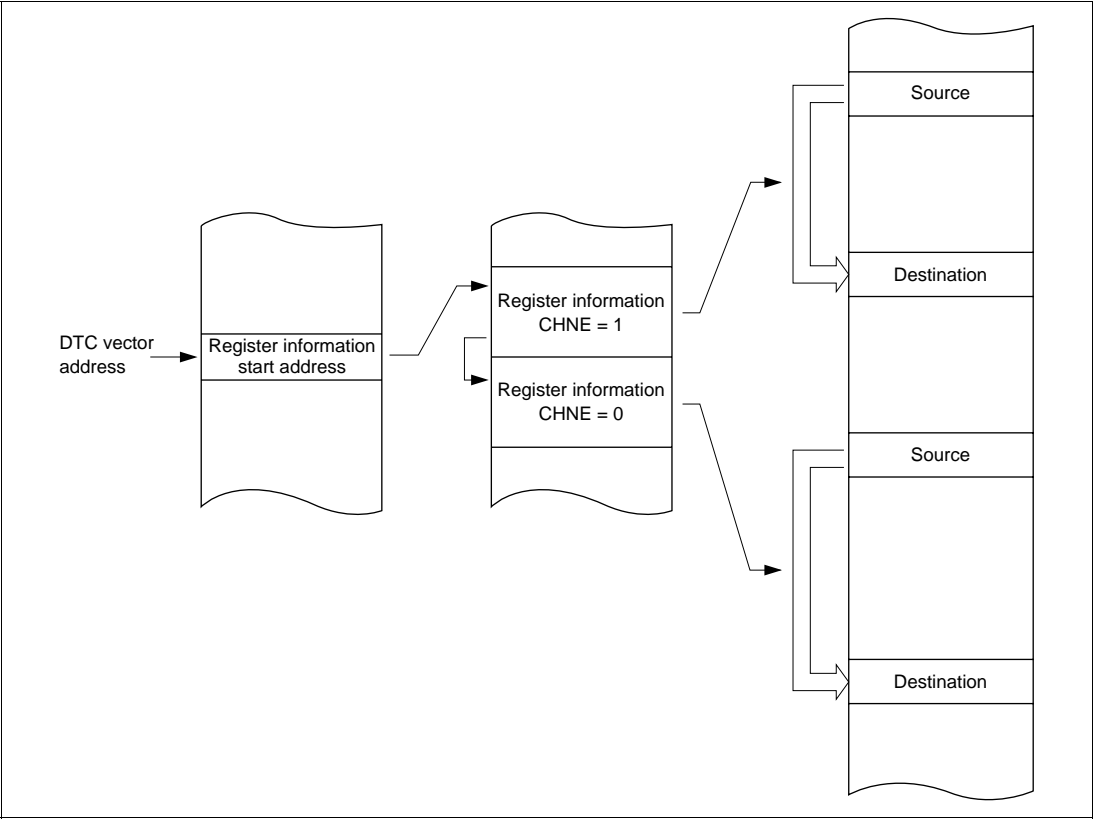 DTC vector
address
Register information
start address
Register information
CHNE = 1
Register information
CHNE = 0
Source
Destination
Source
Destination